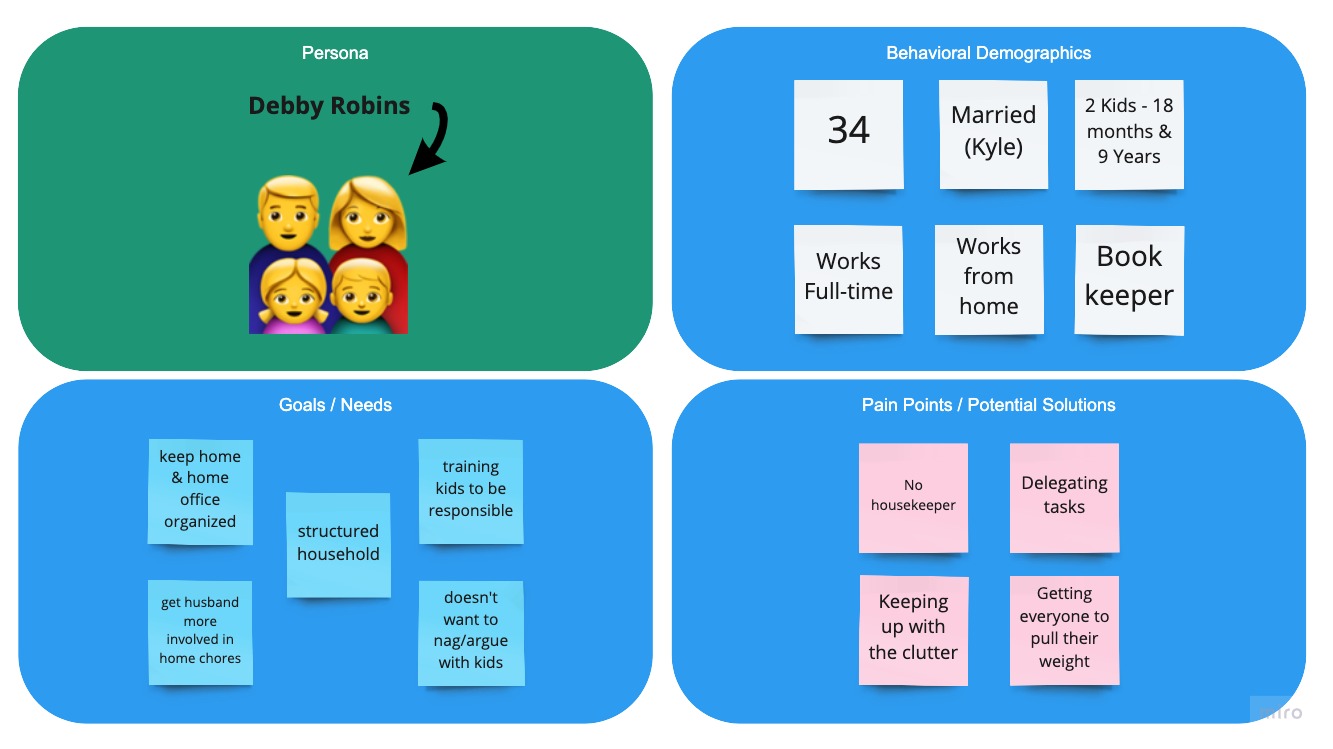 Persona
Debby Robins
Behavioral Demographics
34
Married
(Kyle)
2 Kids - 18
months &
9 Years
Works
Full-time
Works
from
home
Book
keeper
Goals / Needs
keep home
& home
office
organized
training
kids to be
responsible
structured
household
get husband
more
involved in
home chores
doesn't
want to
nag/argue
with kids
Pain Points / Potential Solutions
No
housekeeper
Delegating
tasks
Keeping
up with
the clutter
Getting
everyone to
pull their
weight
miro